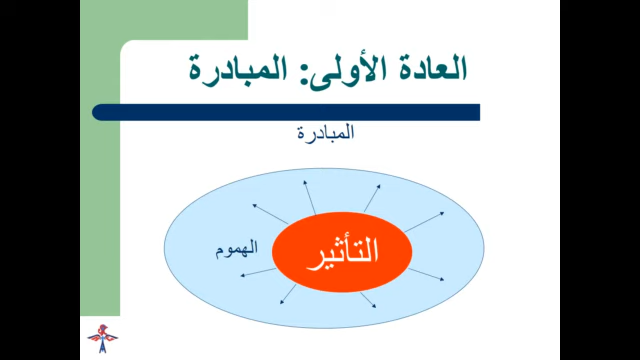 العادة الأولى: المبادرة
المبادرة
التأثير
الهموم